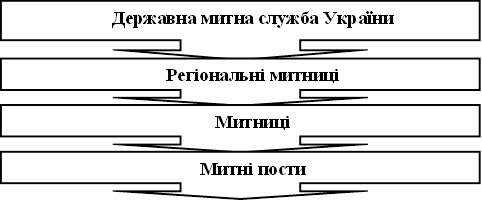 Державна митна служба України
Регіональні митниці
Митниці
Митні пости